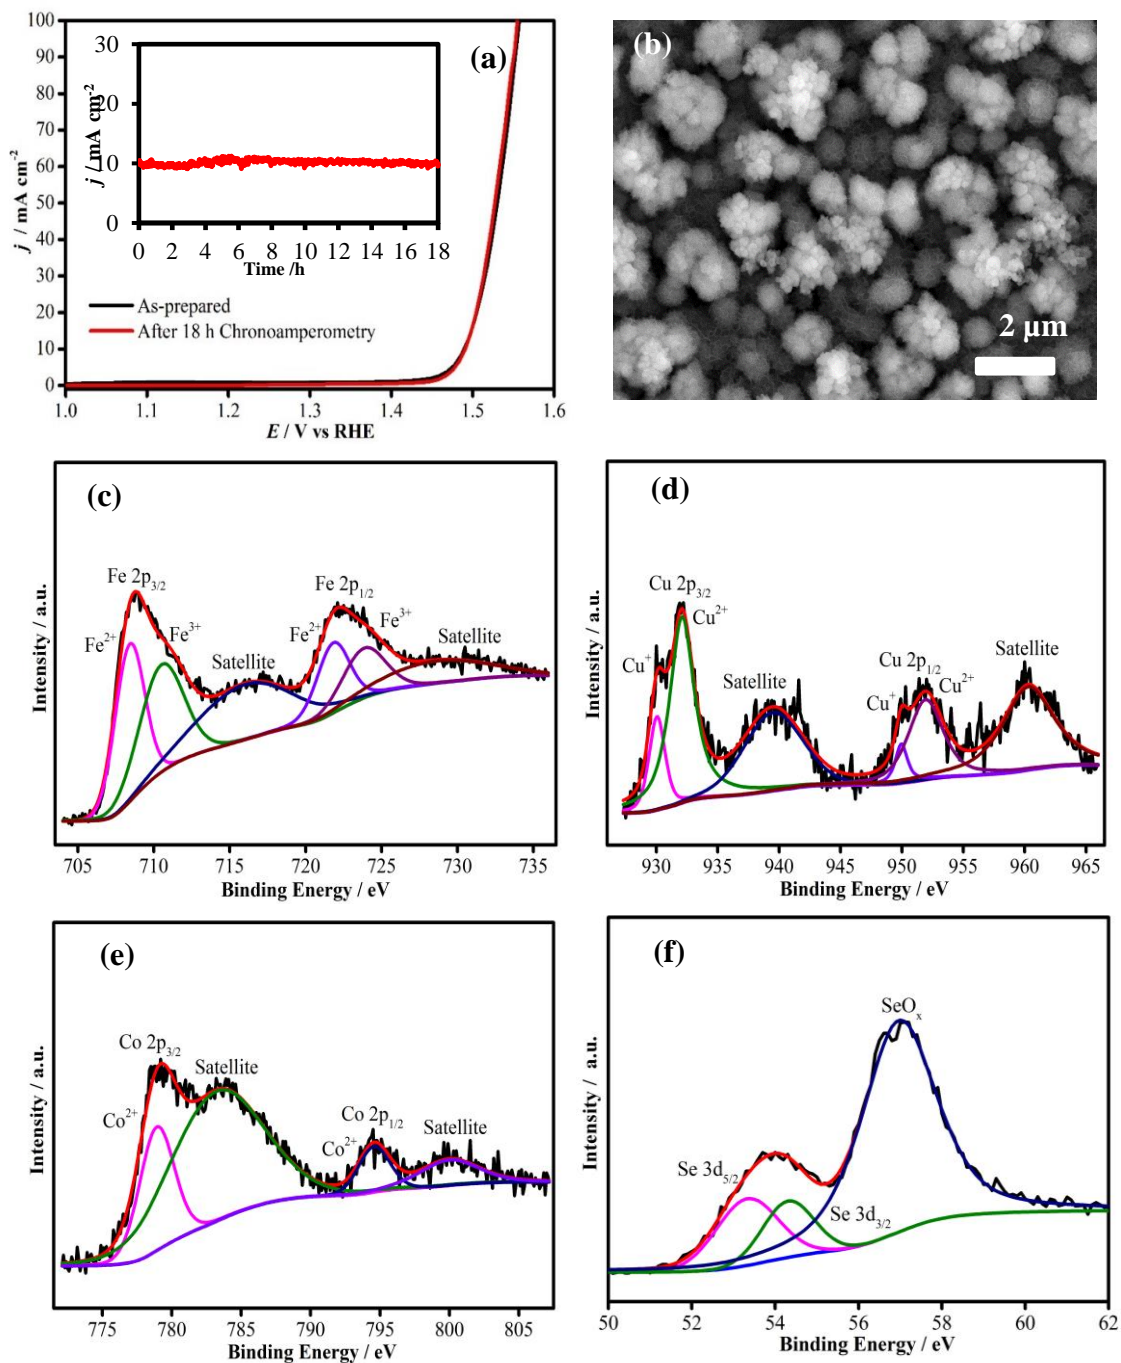 (a)
100
90
80
70
60
50
40
30
20
10
0
j / mA cm-2
1.0 1.1 1.2 1.3 1.4 1.5 1.6
E / V vs RHE
30
20
10
0
j / mA cm-2
0 2 4 6 8 10 12 14 16 18
Time /h
As-prepared
After 18 h Chronoamperometry
(b)
2 µm
(c)
Fe 2p3/2
Fe2+
Fe3+
Satellite
Fe 2p1/2
Fe2+
Fe3+
Satellite
Intensity / a.u.
705 710 715 720 725 730 735
Binding Energy / eV
(d)
Cu 2p3/2
Cu2+
Cu+
Satellite
Cu 2p1/2
Cu+
Cu2+
Satellite
Intensity / a.u.
930 935 940 945 950 955 960 965
Binding Energy / eV
(e)
Co 2p3/2
Satellite
Co2+
Co 2p1/2
Co2+
Satellite
Intensity / a.u.
775 780 785 790 795 800 805
Binding Energy / eV
(f)
SeOx
Se 3d5/2
Se 3d3/2
Intensity / a.u.
50 52 54 56 58 60 62
Binding Energy / eV